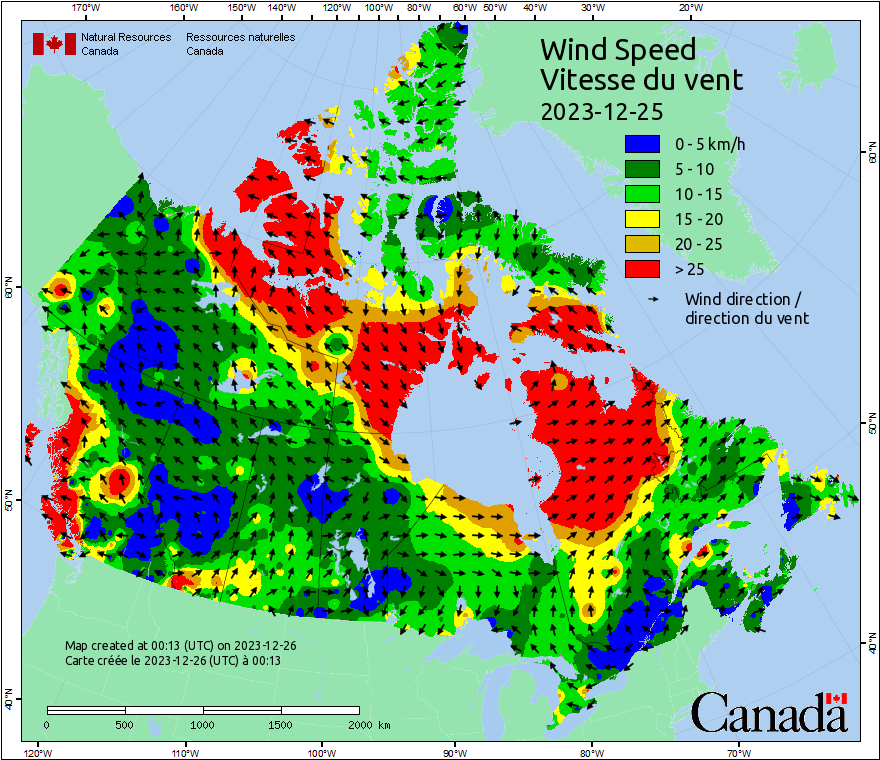 170°W 160°W 150°W 140°W 130°W 120°W 110°W 100°W 90°W 80°W 70°W 60°W 50°W 40°W 30°W 20°W
Natural Resources Ressources naturelles
Canada Canada
Wind Speed
Vitesse du vent
2023-12-25
0 - 5 km/h
5 - 10
10 - 15
15 - 20
20 - 25
> 25
Wind direction /
direction du vent
60°N 60°N
50°N 50°N
40°N 40°N
Map created at 00:13 (UTC) on 2023-12-26
Carte créée le 2023-12-26 (UTC) à 00:13
0 500 1000 1500 2000 km
Canada
120°W 110°W 100°W 90°W 80°W 70°W